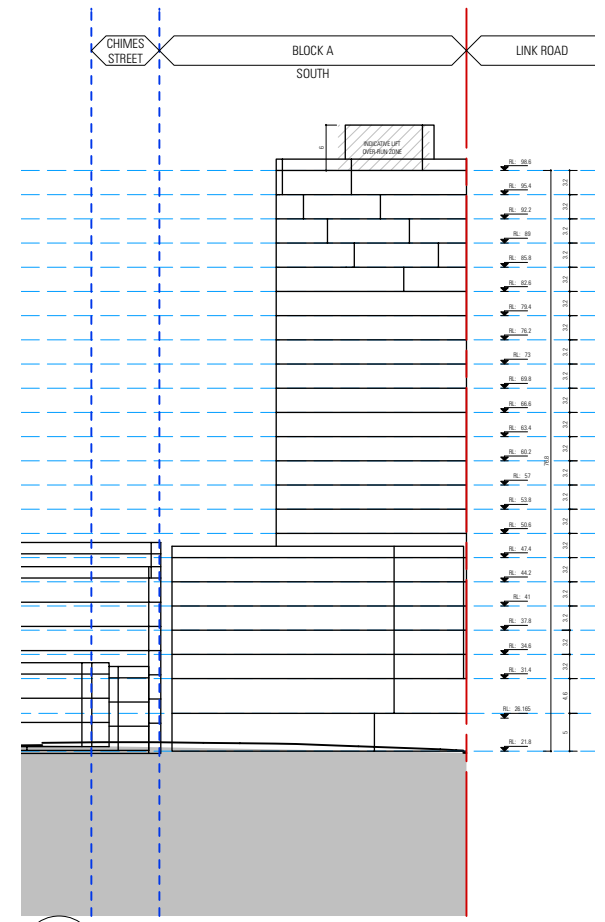 CHIMES
STREET
BLOCK A
LINK ROAD
SOUTH
6
INDICATIVE LIFT
OVER-RUN ZONE
RL: 98.6
3.2
RL: 95.4
3.2
RL: 92.2
3.2
RL: 89
3.2
RL: 85.8
3.2
RL: 82.6
3.2
RL: 79.4
3.2
RL: 76.2
3.2
RL: 73
3.2
RL: 69.8
3.2
RL: 66.6
3.2
RL: 63.4
3.2
RL: 60.2
76.8
3.2
RL: 57
3.2
RL: 53.8
3.2
RL: 50.6
3.2
RL: 47.4
3.2
RL: 44.2
3.2
RL: 41
3.2
RL: 37.8
3.2
RL: 34.6
3.2
RL: 31.4
4.6
RL: 26.165
5
RL: 21.8